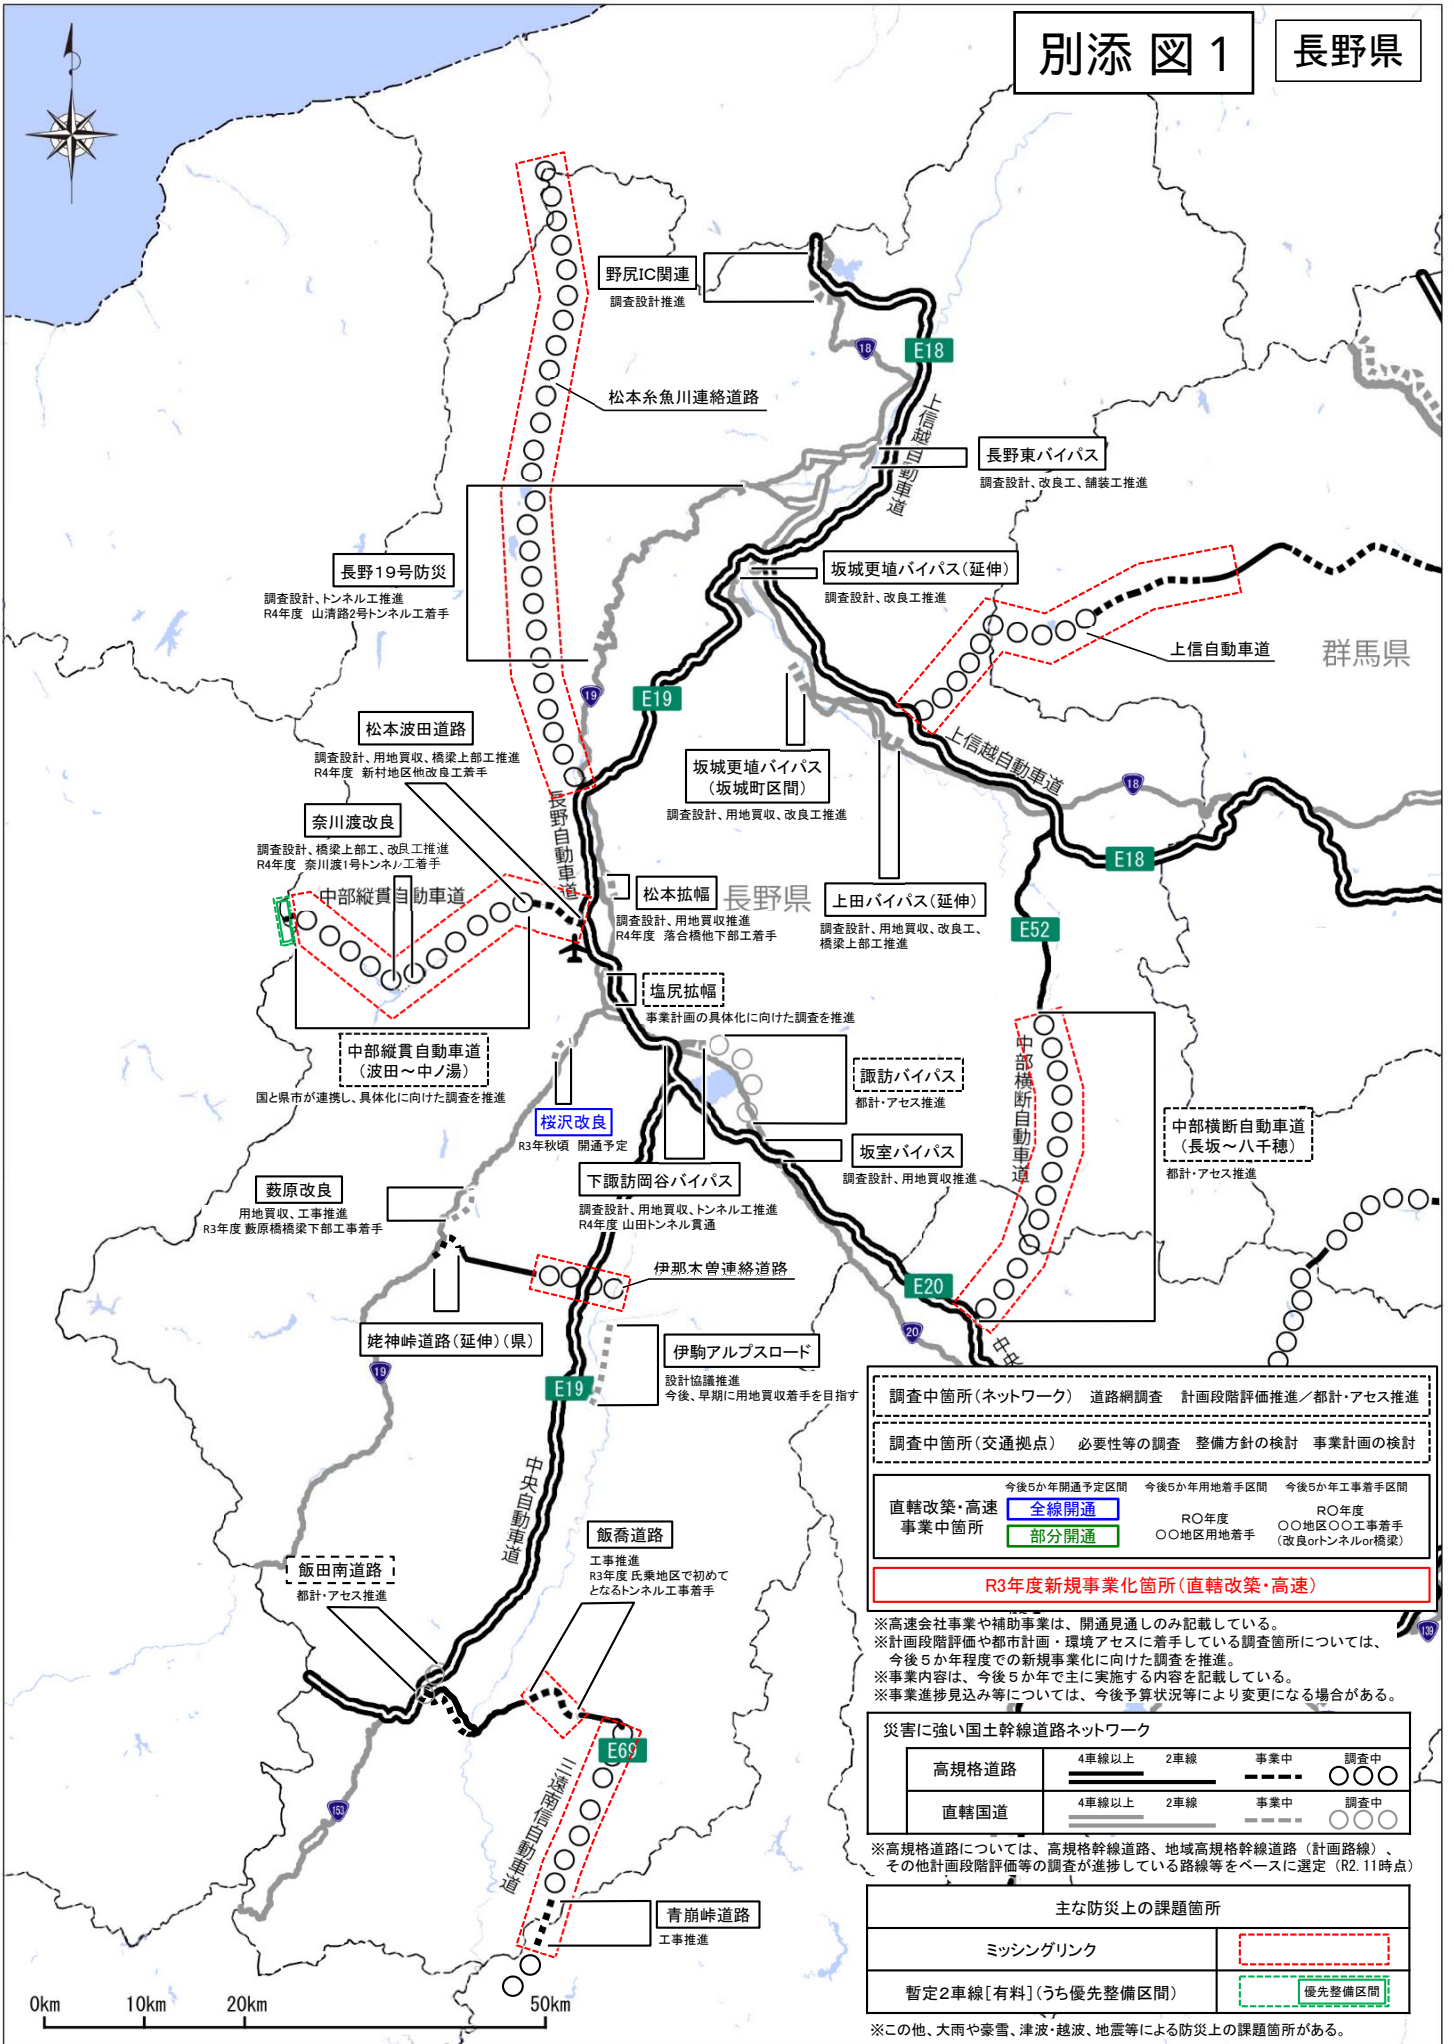 別添 図1
長野県
野尻IC関連
調査設計推進
18
E18
松本糸魚川連絡道路
上信越自動車道
長野東バイパス
調査設計、改良工、舗装工推進
長野19号防災
調査設計、トンネル工推進
R4年度 山清路2号トンネル工着手
坂城更埴バイパス(延伸)
調査設計、改良工推進
上信自動車道
群馬県
19
E19
松本波田道路
調査設計、用地買収、橋梁上部工推進
R4年度 新村地区他改良工着手
坂城更埴バイパス
(坂城町区間)
調査設計、用地買収、改良工推進
上信越自動車道
18
長野自動車道
奈川渡改良
調査設計、橋梁上部工、改良工推進
R4年度 奈川渡1号トンネル工着手
中部縦貫自動車道
E18
松本拡幅
調査設計、用地買収推進
R4年度 落合橋他下部工着手
長野県
上田バイパス(延伸)
調査設計、用地買収、改良工、
橋梁上部工推進
E52
塩尻拡幅
事業計画の具体化に向けた調査を推進
中部縦貫自動車道
(波田～中ノ湯)
国と県市が連携し、具体化に向けた調査を推進
諏訪バイパス
都計・アセス推進
中部横断自動車道
桜沢改良
R3年秋頃 開通予定
中部横断自動車道
(長坂～八千穂)
都計・アセス推進
坂室バイパス
調査設計、用地買収推進
下諏訪岡谷バイパス
調査設計、用地買収、トンネル工推進
R4年度 山田トンネル貫通
薮原改良
用地買収、工事推進
R3年度 薮原橋橋梁下部工事着手
伊那木曽連絡道路
E20
20
中央
姥神峠道路(延伸)(県)
19
伊駒アルプスロード
設計協議推進
今後、早期に用地買収着手を目指す
E19
中央自動車道
調査中箇所(ネットワーク) 道路網調査 計画段階評価推進/都計・アセス推進
調査中箇所(交通拠点) 必要性等の調査 整備方針の検討 事業計画の検討
直轄改築・高速
事業中箇所
今後5か年開通予定区間 今後5か年用地着手区間 今後5か年工事着手区間
全線開通
部分開通
R○年度
○○地区用地着手
R○年度
○○地区○○工事着手
(改良orトンネルor橋梁)
R3年度新規事業化箇所(直轄改築・高速)
※高速会社事業や補助事業は、開通見通しのみ記載している。
※計画段階評価や都市計画・環境アセスに着手している調査箇所については、
今後5か年程度での新規事業化に向けた調査を推進。
※事業内容は、今後5か年で主に実施する内容を記載している。
※事業進捗見込み等については、今後予算状況等により変更になる場合がある。
139
飯喬道路
工事推進
R3年度 氏乗地区で初めて
となるトンネル工事着手
飯田南道路
都計・アセス推進
E69
三遠南信自動車道
153
青崩峠道路
工事推進
災害に強い国土幹線道路ネットワーク
高規格道路 4車線以上 2車線 事業中 調査中
直轄国道 4車線以上 2車線 事業中 調査中
※高規格道路については、高規格幹線道路、地域高規格幹線道路(計画路線)、
その他計画段階評価等の調査が進捗している路線等をベースに選定(R2.11時点)
主な防災上の課題箇所
ミッシングリンク
暫定2車線[有料](うち優先整備区間) 優先整備区間
※この他、大雨や豪雪、津波・越波、地震等による防災上の課題箇所がある。
0km 10km 20km 50km